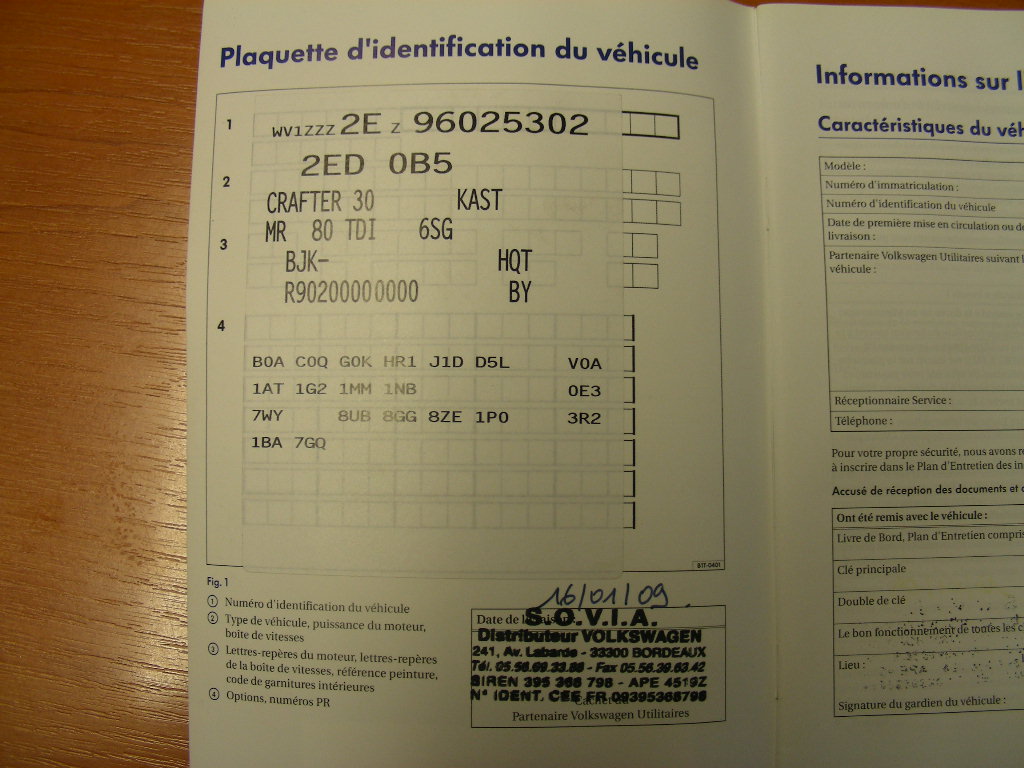 Plaquette d'identification du véhicule
1
WV1ZZZ 2E Z 96025302
2ED 0B5
2
CRAFTER 30 KAST
MR 80 TDI 6SG
3
BJK- HQT
R90200000000 BY
4
B0A C0Q G0K HR1 J1D D5L V0A
1AT 1G2 1MM 1NB 0E3
7WY 8UB 8GG 8ZE 1P0 3R2
1BA 7GQ
B1T-0401
Fig. 1
① Numéro d'identification du véhicule
② Type de véhicule, puissance du moteur,
boîte de vitesses
③ Lettres-repères du moteur, lettres-repères
de la boîte de vitesses, référence peinture,
code de garnitures intérieures
④ Options, numéros PR
16/01/09
Date de
S.O.V.I.A.
Distributeur VOLKSWAGEN
241, Av. Labarde - 33300 BORDEAUX
Tél. 05.56.69.33.88 - Fax 05.56.39.63.42
SIREN 395 368 798 - APE 4519Z
N° IDENT. CEE FR 09395368798
Cachet du
Partenaire Volkswagen Utilitaires
Informations sur l
Caractéristiques du véh
Modèle :
Numéro d'immatriculation :
Numéro d'identification du véhicule
Date de première mise en circulation ou de
livraison :
Partenaire Volkswagen Utilitaires suivant l
véhicule :
Réceptionnaire Service :
Téléphone :
Pour votre propre sécurité, nous avons re
à inscrire dans le Plan d'Entretien des in
Accusé de réception des documents et c
Ont été remis avec le véhicule :
Livre de Bord, Plan d'Entretien compris
Clé principale
Double de clé
Le bon fonctionnement de toutes les c
Lieu :
Signature du gardien du véhicule :